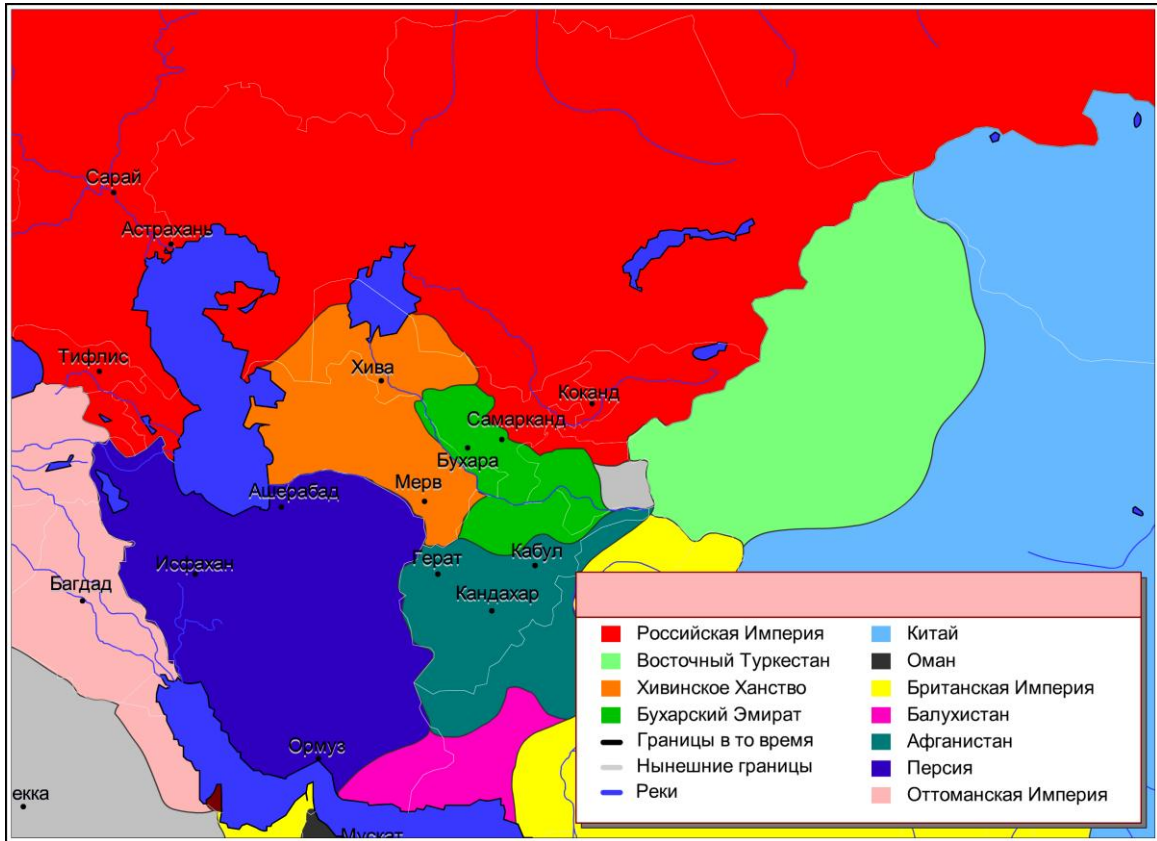 Сарай
Астрахань
Тифлис
Хива
Коканд
Самарканд
Бухара
Мерв
Ашерабад
Герат
Кабул
Исфахан
Багдад
Кандахар
Ормуз
екка
Мускат
Российская Империя
Восточный Туркестан
Хивинское Ханство
Бухарский Эмират
Границы в то время
Нынешние границы
Реки
Китай
Оман
Британская Империя
Балухистан
Афганистан
Персия
Оттоманская Империя